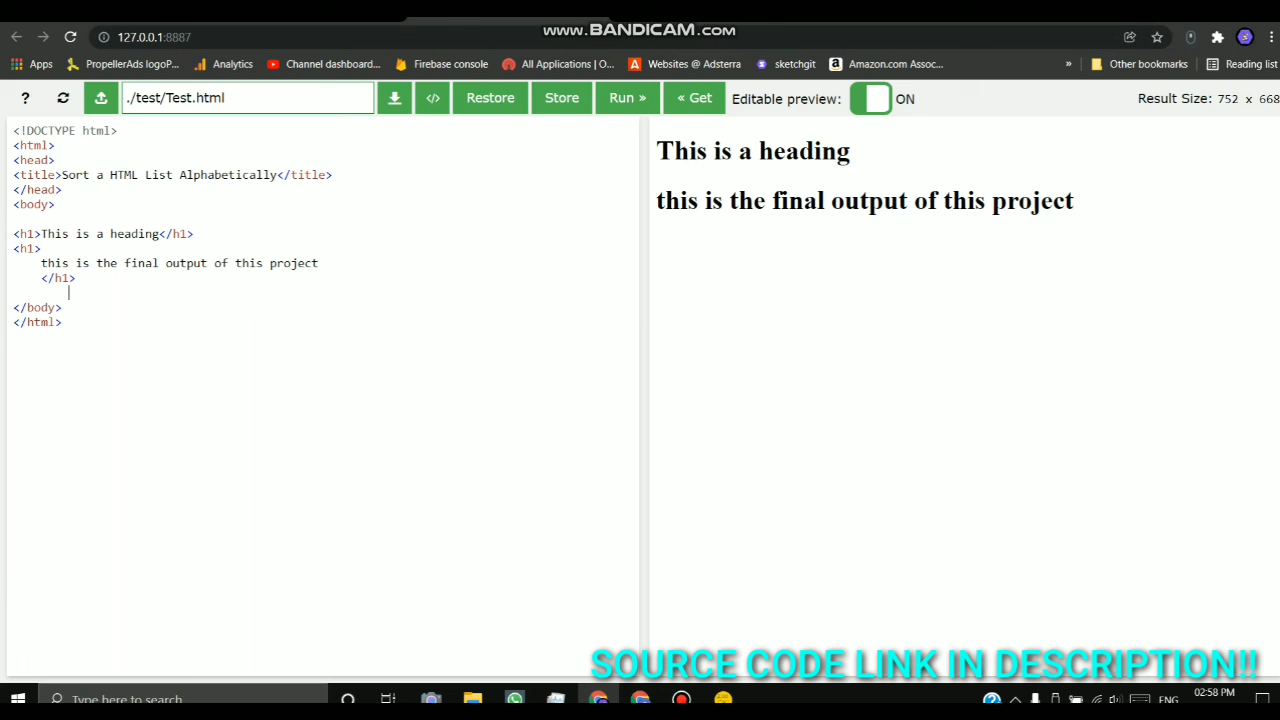 www.BANDICAM.com
127.0.0.1:8887
Apps PropellerAds logoP... Analytics Channel dashboard... Firebase console All Applications | O... Websites @ Adsterra sketchgit Amazon.com Assoc... » Other bookmarks Reading list
? ./test/Test.html </> Restore Store Run » « Get Editable preview: ON Result Size: 752 x 668
<!DOCTYPE html>
<html>
<head>
<title>Sort a HTML List Alphabetically</title>
</head>
<body>
<h1>This is a heading</h1>
<h1>
this is the final output of this project
</h1>
</body>
</html>
This is a heading
this is the final output of this project
SOURCE CODE LINK IN DESCRIPTION!!
Type here to search ENG 02:58 PM